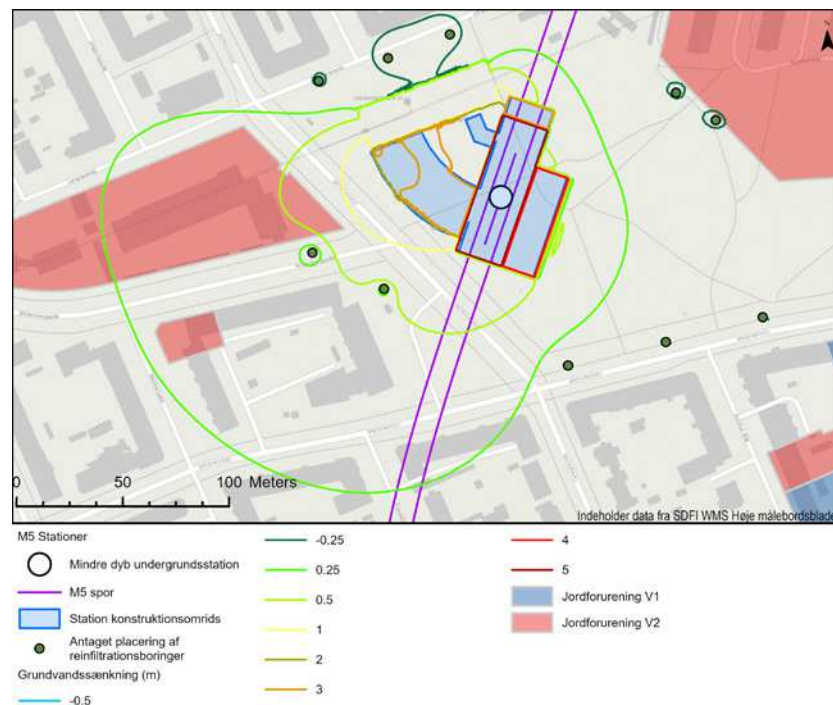 0
50
100 Meters
Indeholder data fra SDFI WMS Høje målebordsblade
M5 Stationer
Mindre dyb undergrundsstation
M5 spor
Station konstruktionsomrids
Antaget placering af
reinfiltrationsboringer
Grundvandssænkning (m)
-0.5
-0.25
0.25
0.5
1
2
3
4
5
Jordforurening V1
Jordforurening V2